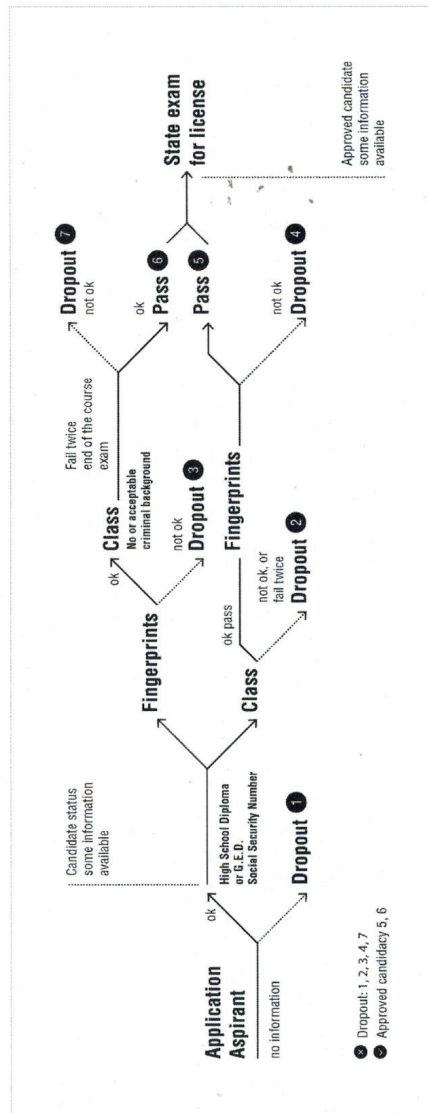 Application
Aspirant
no information
ok
High School Diploma
or G.E.D.
Social Security Number
Dropout 1
Candidate status
some information
available
Fingerprints
ok
Class
No or acceptable
criminal background
not ok
Dropout 3
Fail twice
end of the course
exam
Dropout 7
not ok
ok
Pass 6
Class
ok pass
Fingerprints
not ok, or
fail twice
Dropout 2
Pass 5
not ok
Dropout 4
State exam
for license
Approved candidate
some information
available
Dropout: 1, 2, 3, 4, 7
Approved candidacy 5, 6